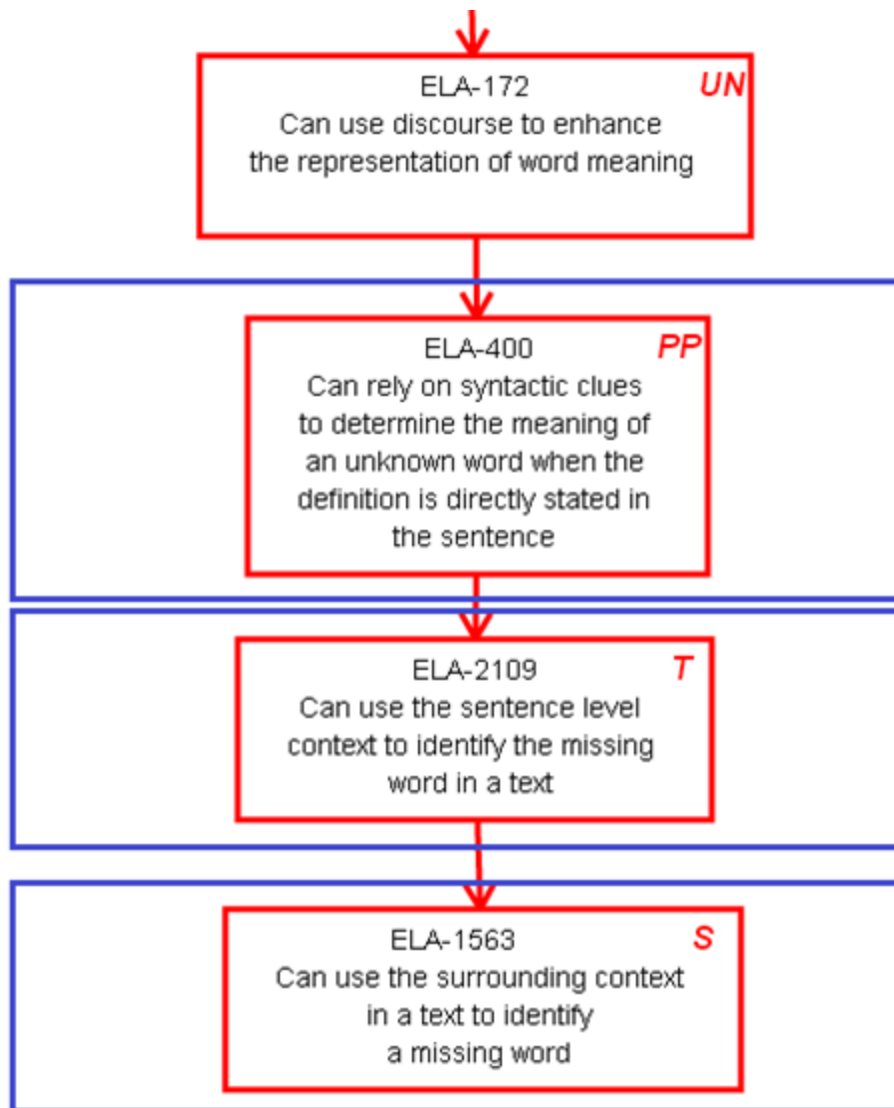 ELA-172 UN
Can use discourse to enhance
the representation of word meaning
ELA-400 PP
Can rely on syntactic clues
to determine the meaning of
an unknown word when the
definition is directly stated in
the sentence
ELA-2109 T
Can use the sentence level
context to identify the missing
word in a text
ELA-1563 S
Can use the surrounding context
in a text to identify
a missing word